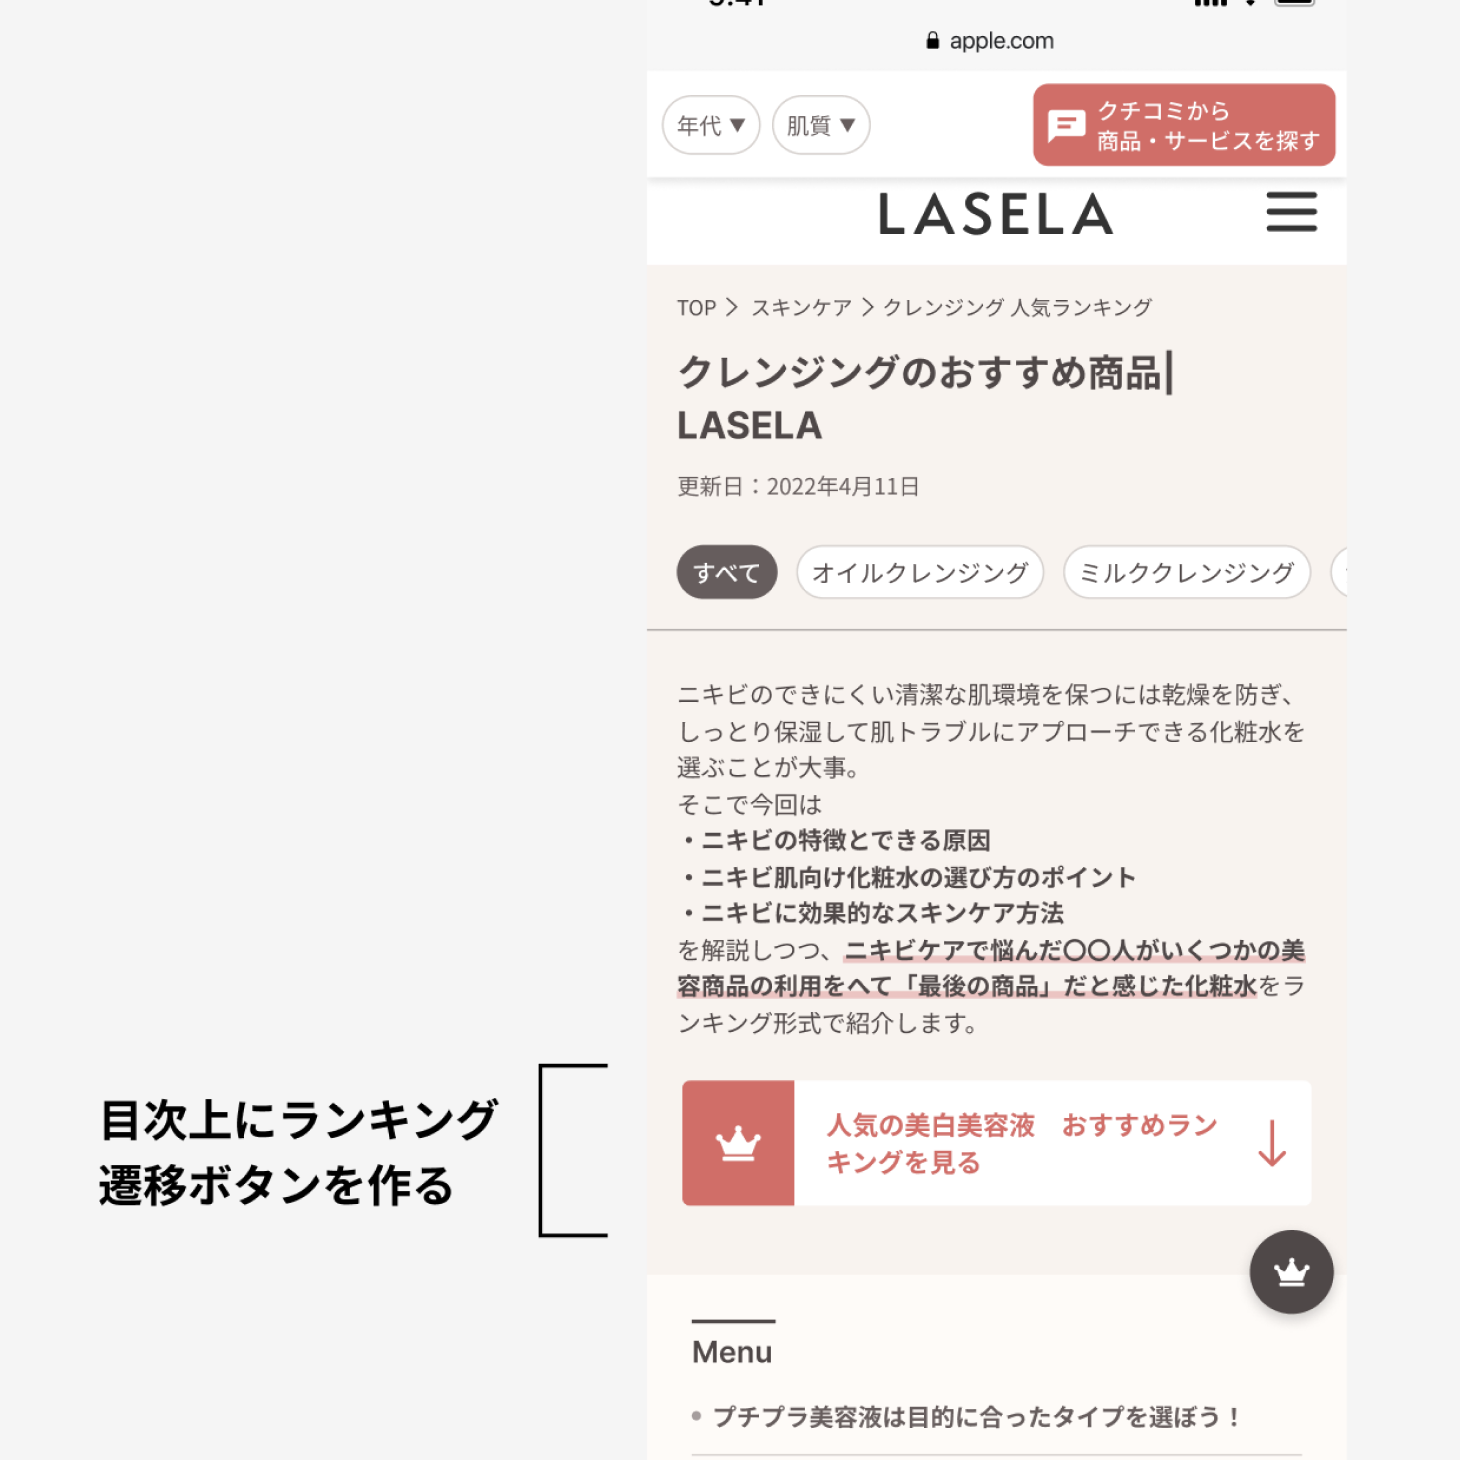 9:41
apple.com
年代 ▼
肌質 ▼
クチコミから
商品・サービスを探す
LASELA
TOP > スキンケア > クレンジング 人気ランキング
クレンジングのおすすめ商品|
LASELA
更新日：2022年4月11日
すべて
オイルクレンジング
ミルククレンジング
ニキビのできにくい清潔な肌環境を保つには乾燥を防ぎ、
しっとり保湿して肌トラブルにアプローチできる化粧水を
選ぶことが大事。
そこで今回は
・ニキビの特徴とできる原因
・ニキビ肌向け化粧水の選び方のポイント
・ニキビに効果的なスキンケア方法
を解説しつつ、ニキビケアで悩んだ〇〇人がいくつかの美
容商品の利用をへて「最後の商品」だと感じた化粧水をラ
ンキング形式で紹介します。
目次上にランキング
遷移ボタンを作る
人気の美白美容液　おすすめラン
キングを見る
Menu
プチプラ美容液は目的に合ったタイプを選ぼう！